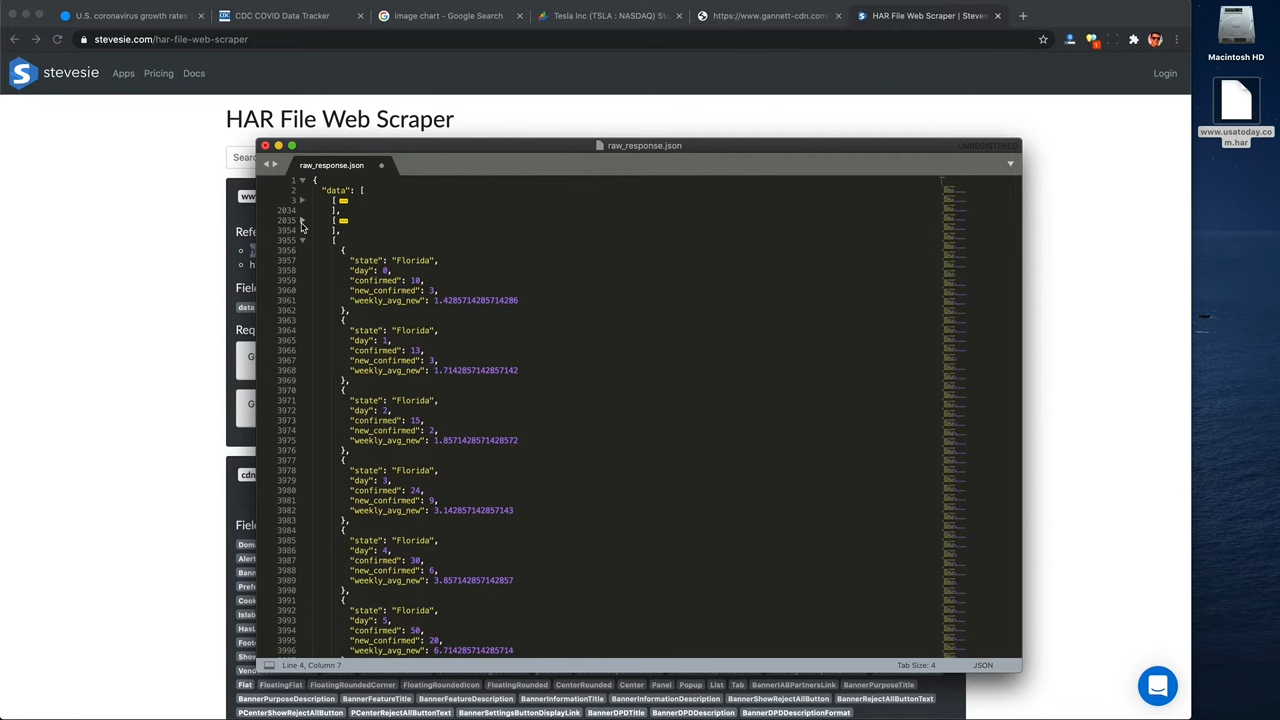 U.S. coronavirus growth rates
CDC COVID Data Tracker
image chart - Google Search
Tesla Inc (TSLA : NASDAQ) St
https://www.gannett-cdn.com
HAR File Web Scraper | Steves
stevesie.com/har-file-web-scraper
1
Macintosh HD
stevesie
Apps
Pricing
Docs
Login
www.usatoday.co
m.har
HAR File Web Scraper
raw_response.json
UNREGISTERED
raw_response.json
1 {
2 "data": [
3 [
2034 ],
2035 [
3954 ],
3955 [
3956 {
3957 "state": "Florida",
3958 "day": 0,
3959 "confirmed": 10,
3960 "new_confirmed": 3,
3961 "weekly_avg_new": 1.4285714285714286
3962 },
3963 {
3964 "state": "Florida",
3965 "day": 1,
3966 "confirmed": 13,
3967 "new_confirmed": 3,
3968 "weekly_avg_new": 1.7142857142857142
3969 },
3970 {
3971 "state": "Florida",
3972 "day": 2,
3973 "confirmed": 15,
3974 "new_confirmed": 2,
3975 "weekly_avg_new": 1.8571428571428572
3976 },
3977 {
3978 "state": "Florida",
3979 "day": 3,
3980 "confirmed": 24,
3981 "new_confirmed": 9,
3982 "weekly_avg_new": 3.142857142857143
3983 },
3984 {
3985 "state": "Florida",
3986 "day": 4,
3987 "confirmed": 30,
3988 "new_confirmed": 6,
3989 "weekly_avg_new": 3.857142857142857
3990 },
3991 {
3992 "state": "Florida",
3993 "day": 5,
3994 "confirmed": 50,
3995 "new_confirmed": 20,
3996 "weekly_avg_new": 6.714285714285714
Line 4, Column 7
Tab Size: 4
JSON
Flat FloatingFlat FloatingRoundedCorner FloatingRoundedIcon FloatingRounded CenterRounded Center Panel Popup List Tab BannerIABPartnersLink BannerPurposeTitle
BannerPurposeDescription BannerFeatureTitle BannerFeatureDescription BannerInformationTitle BannerInformationDescription BannerShowRejectAllButton BannerRejectAllButtonText
PCenterShowRejectAllButton PCenterRejectAllButtonText BannerSettingsButtonDisplayLink BannerDPDTitle BannerDPDDescription BannerDPDDescriptionFormat